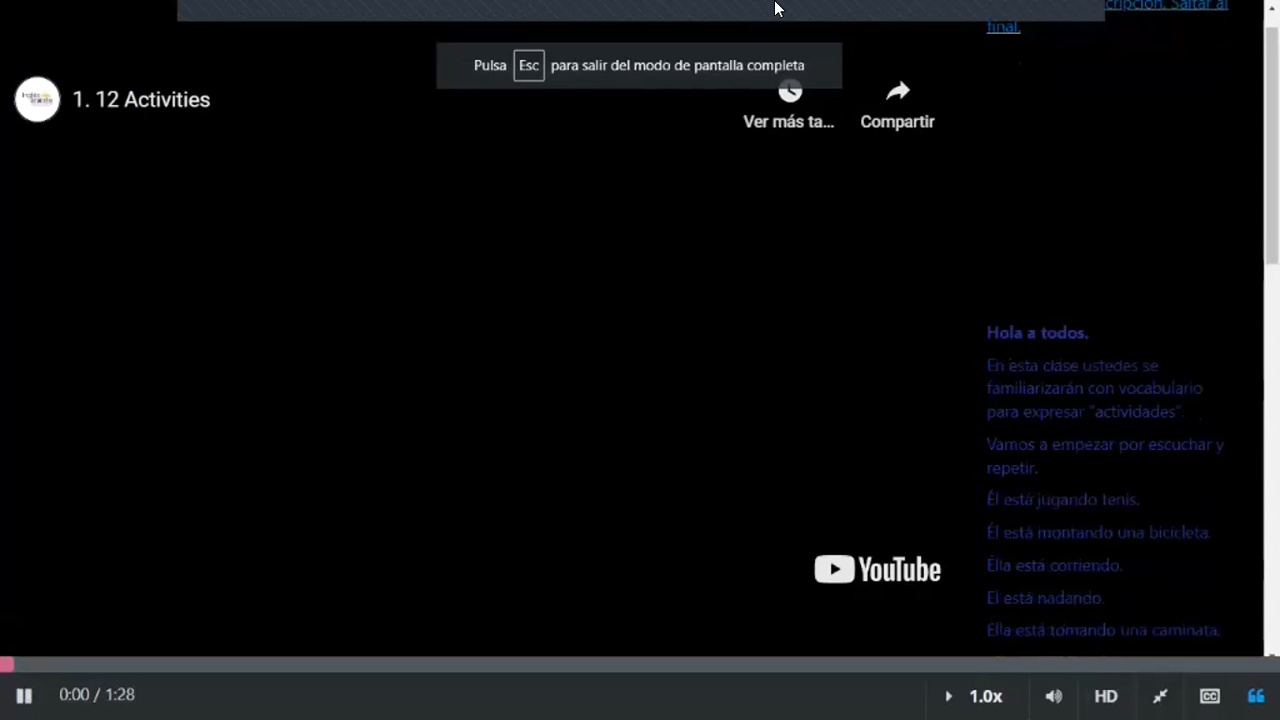 cripción. Saltar al
final.
Pulsa Esc para salir del modo de pantalla completa
1. 12 Activities
Ver más ta...
Compartir
Hola a todos.
En esta clase ustedes se
familiarizarán con vocabulario
para expresar "actividades".
Vamos a empezar por escuchar y
repetir.
Él está jugando tenis.
Él está montando una bicicleta.
Ella está corriendo.
El está nadando.
Ella está tomando una caminata.
YouTube
0:00 / 1:28
1.0x
HD
CC